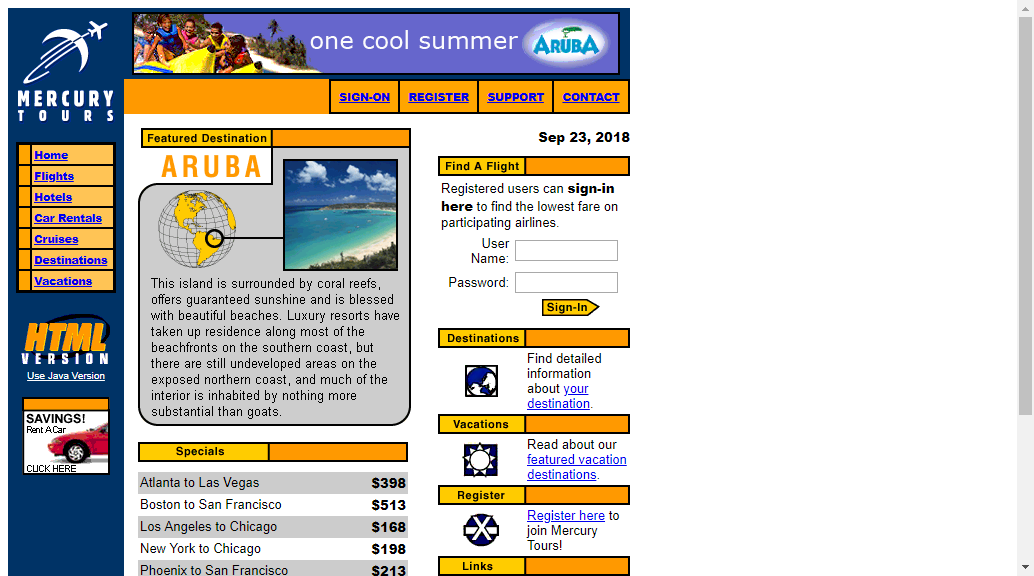 MERCURY
TOURS
one cool summer
ARUBA
SIGN-ON
REGISTER
SUPPORT
CONTACT
Home
Flights
Hotels
Car Rentals
Cruises
Destinations
Vacations
HTML
VERSION
Use Java Version
SAVINGS!
Rent A Car
CLICK HERE
Featured Destination
ARUBA
This island is surrounded by coral reefs,
offers guaranteed sunshine and is blessed
with beautiful beaches. Luxury resorts have
taken up residence along most of the
beachfronts on the southern coast, but
there are still undeveloped areas on the
exposed northern coast, and much of the
interior is inhabited by nothing more
substantial than goats.
Specials
Atlanta to Las Vegas $398
Boston to San Francisco $513
Los Angeles to Chicago $168
New York to Chicago $198
Phoenix to San Francisco $213
Sep 23, 2018
Find A Flight
Registered users can sign-in
here to find the lowest fare on
participating airlines.
User
Name:
Password:
Sign-In
Destinations
Find detailed
information
about your
destination.
Vacations
Read about our
featured vacation
destinations.
Register
Register here to
join Mercury
Tours!
Links